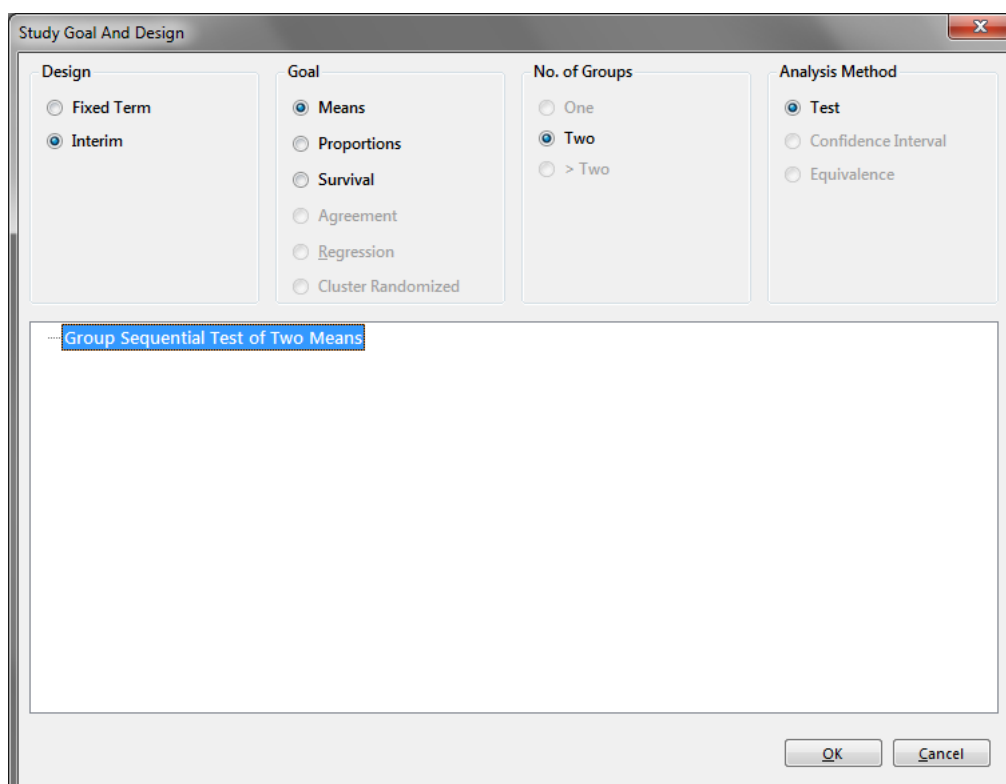 Study Goal And Design
Design
Fixed Term
Interim
Goal
Means
Proportions
Survival
Agreement
Regression
Cluster Randomized
No. of Groups
One
Two
> Two
Analysis Method
Test
Confidence Interval
Equivalence
Group Sequential Test of Two Means
OK
Cancel